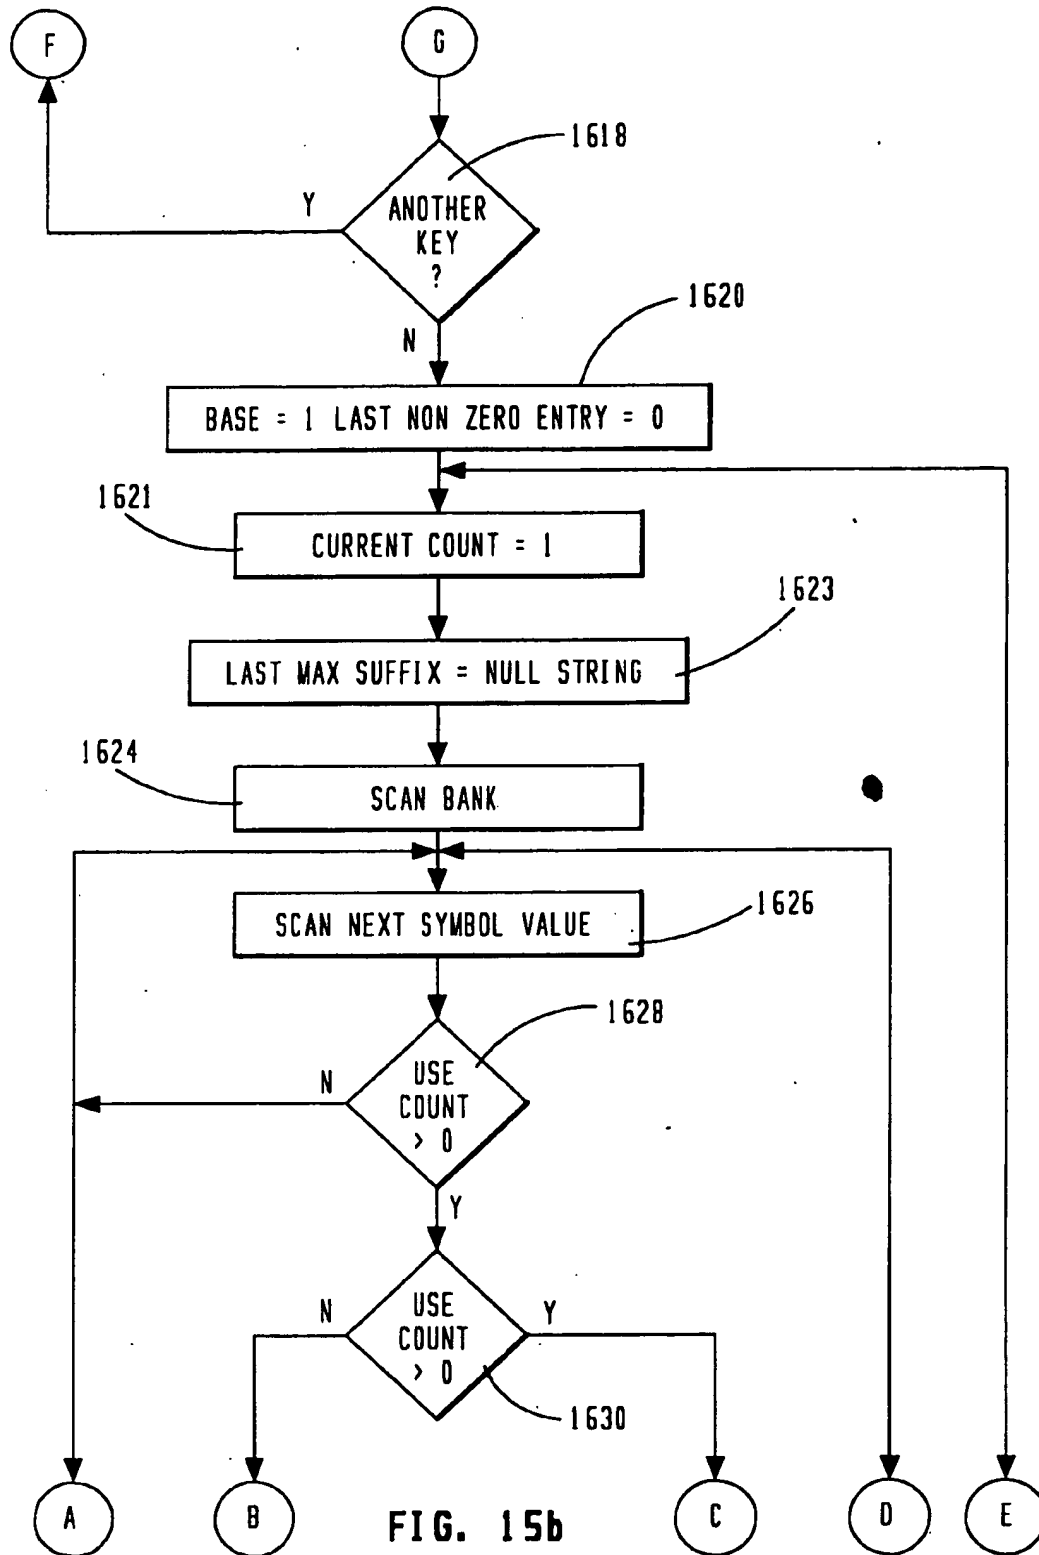 F
G
1618
Y
ANOTHER
KEY
?
1620
N
BASE = 1 LAST NON ZERO ENTRY = 0
1621
CURRENT COUNT = 1
1623
LAST MAX SUFFIX = NULL STRING
1624
SCAN BANK
SCAN NEXT SYMBOL VALUE
1626
1628
N
USE
COUNT
> 0
Y
N
USE
COUNT
> 0
Y
1630
A
B
FIG. 15b
C
D
E